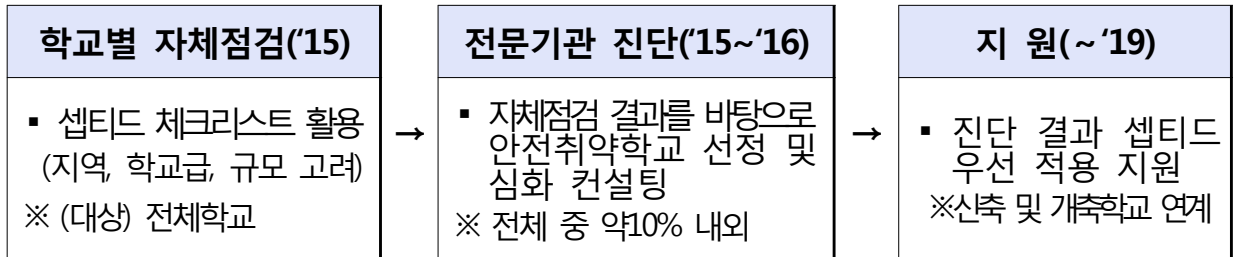 학교별 자체점검('15)
▪ 셉티드 체크리스트 활용
(지역, 학교급, 규모 고려)
※ (대상) 전체학교
→
전문기관 진단('15~'16)
▪ 자체점검 결과를 바탕으로
안전취약학교 선정 및
심화 컨설팅
※ 전체 중 약10% 내외
→
지 원(~'19)
▪ 진단 결과 셉티드
우선 적용 지원
※신축 및 개축학교 연계